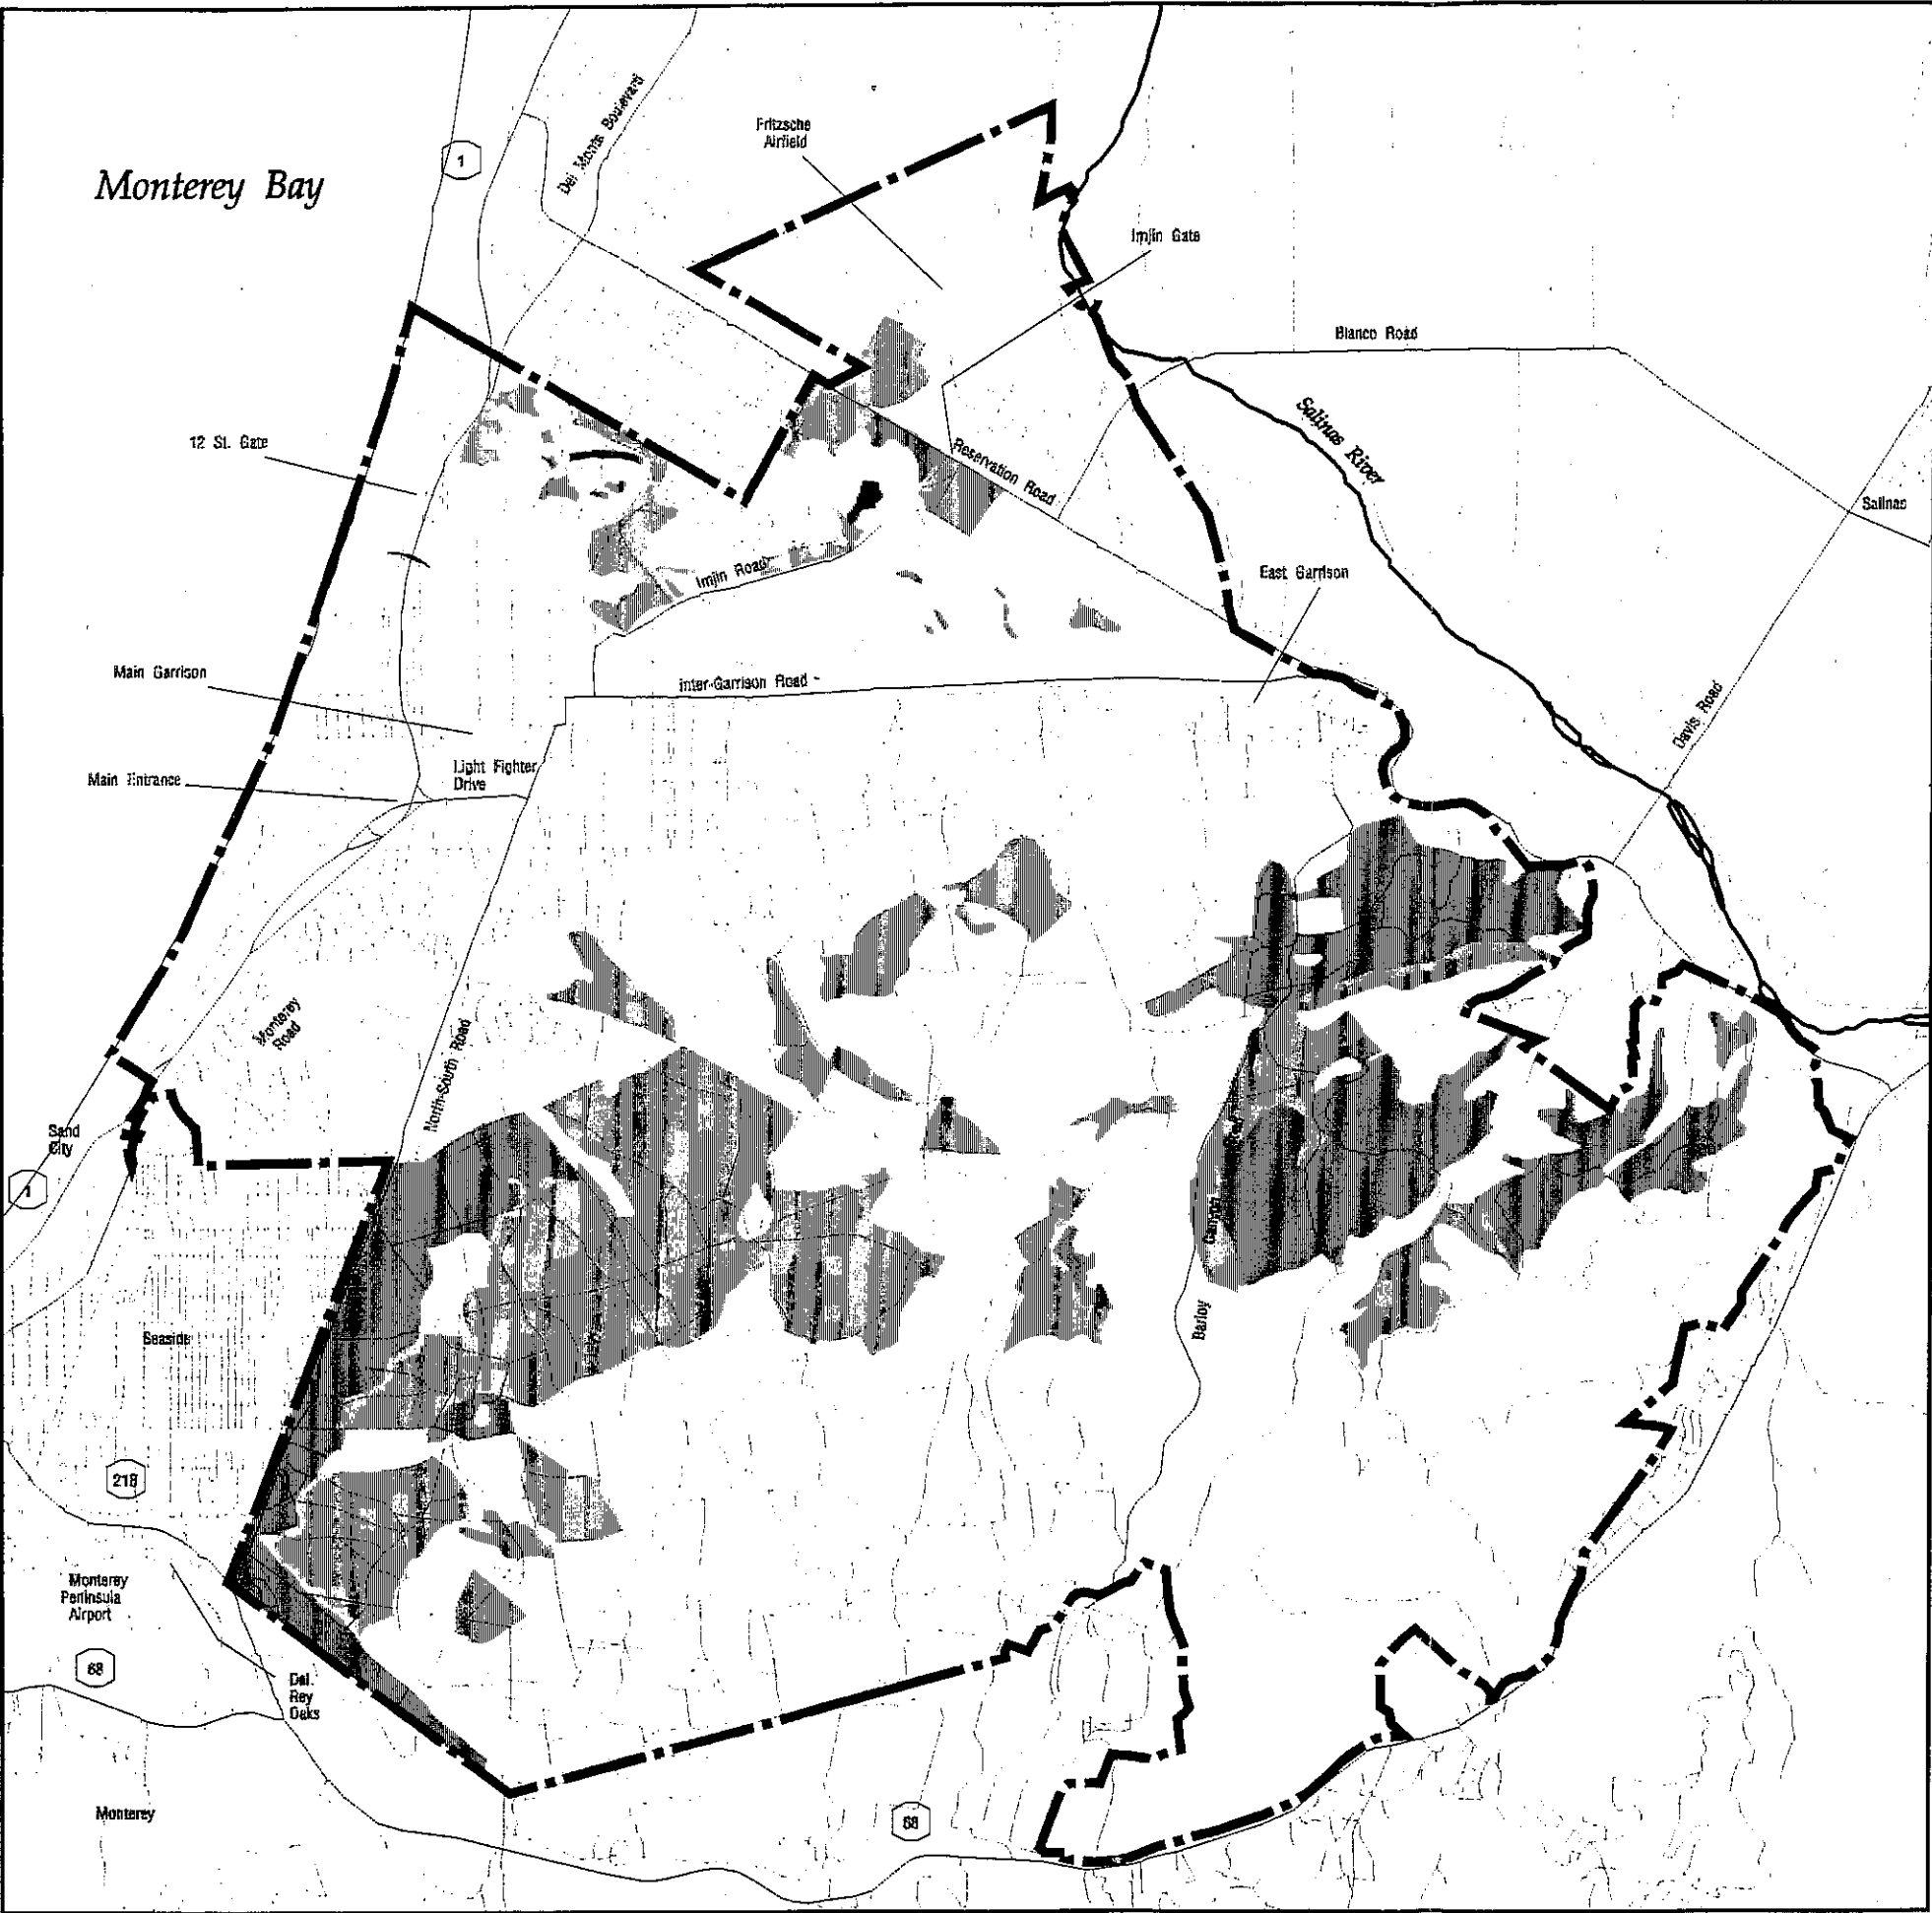 Monterey Bay
1
Del Monte Boulevard
Fritzsche
Airfield
Imjin Gate
Blanco Road
12 St. Gate
Salinas River
Reservation Road
Salinas
Imjin Road
East Garrison
Main Garrison
Inter-Garrison Road
Davis Road
Main Entrance
Light Fighter
Drive
Monterey
Road
North-South Road
Sand
City
1
Canyon
Barloy
Seaside
218
Monterey
Peninsula
Airport
68
Del
Rey
Oaks
Monterey
68